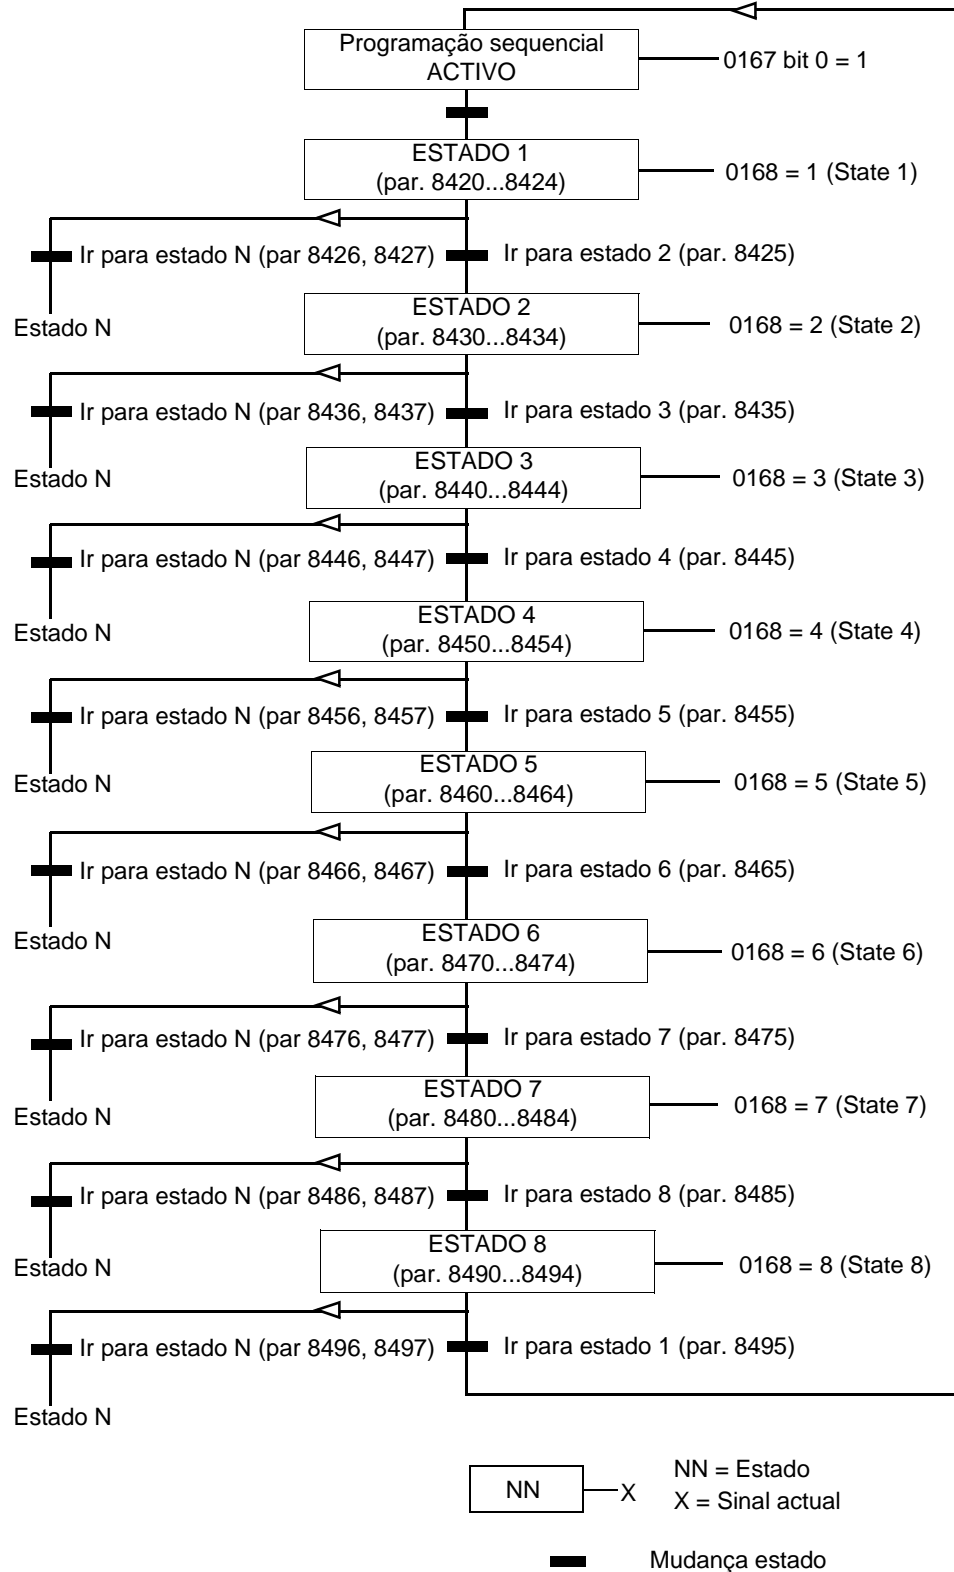 Programação sequencial
ACTIVO
0167 bit 0 = 1
ESTADO 1
(par. 8420...8424)
0168 = 1 (State 1)
Ir para estado N (par 8426, 8427)
Ir para estado 2 (par. 8425)
Estado N
ESTADO 2
(par. 8430...8434)
0168 = 2 (State 2)
Ir para estado N (par 8436, 8437)
Ir para estado 3 (par. 8435)
Estado N
ESTADO 3
(par. 8440...8444)
0168 = 3 (State 3)
Ir para estado N (par 8446, 8447)
Ir para estado 4 (par. 8445)
Estado N
ESTADO 4
(par. 8450...8454)
0168 = 4 (State 4)
Ir para estado N (par 8456, 8457)
Ir para estado 5 (par. 8455)
Estado N
ESTADO 5
(par. 8460...8464)
0168 = 5 (State 5)
Ir para estado N (par 8466, 8467)
Ir para estado 6 (par. 8465)
Estado N
ESTADO 6
(par. 8470...8474)
0168 = 6 (State 6)
Ir para estado N (par 8476, 8477)
Ir para estado 7 (par. 8475)
Estado N
ESTADO 7
(par. 8480...8484)
0168 = 7 (State 7)
Ir para estado N (par 8486, 8487)
Ir para estado 8 (par. 8485)
Estado N
ESTADO 8
(par. 8490...8494)
0168 = 8 (State 8)
Ir para estado N (par 8496, 8497)
Ir para estado 1 (par. 8495)
Estado N
NN
X
NN = Estado
X = Sinal actual
Mudança estado